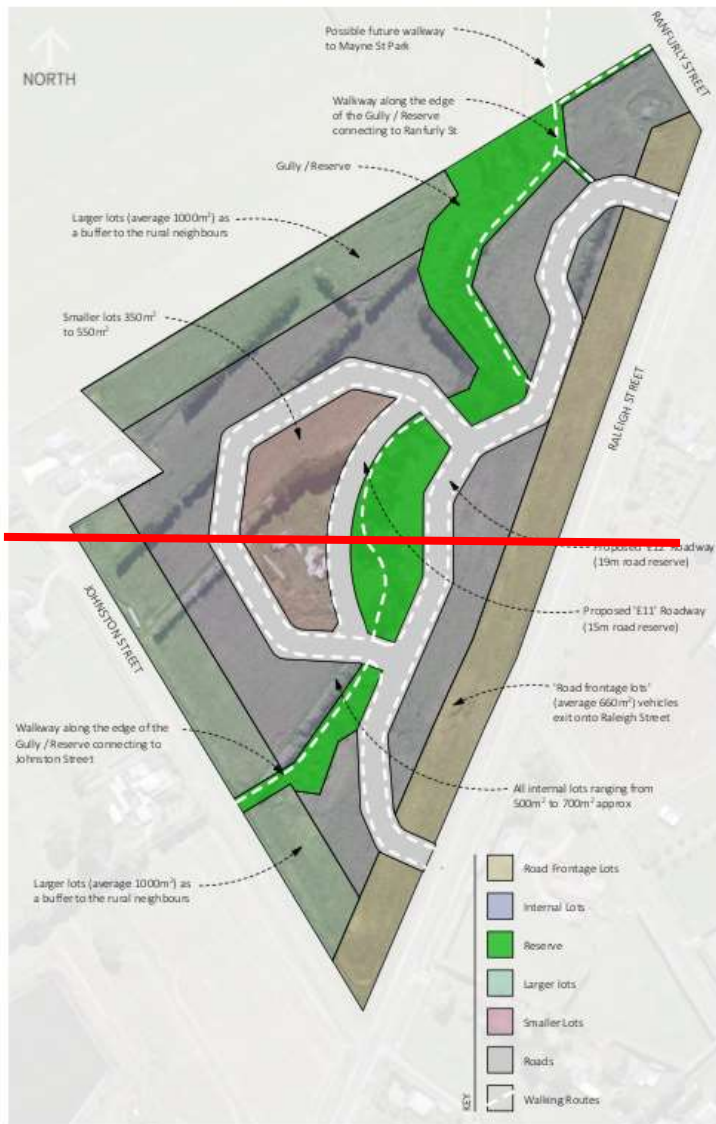 Possible future walkway
to Mayne St Park
RANFURLY STREET
NORTH
Walkway along the edge
of the Gully / Reserve
connecting to Ranfurly St
Gully / Reserve
Larger lots (average 1000m²) as
a buffer to the rural neighbours
Smaller lots 350m²
to 550m²
RALEIGH STREET
Proposed 'E12' Roadway
(19m road reserve)
JOHNSTON STREET
Proposed 'E11' Roadway
(15m road reserve)
'Road frontage lots'
(average 660m²) vehicles
exit onto Raleigh Street
Walkway along the edge of the
Gully / Reserve connecting to
Johnston Street
All internal lots ranging from
500m² to 700m² approx
Larger lots (average 1000m²) as
a buffer to the rural neighbours
Road Frontage Lots
Internal Lots
Reserve
Larger lots
Smaller Lots
Roads
Walking Routes
KEY